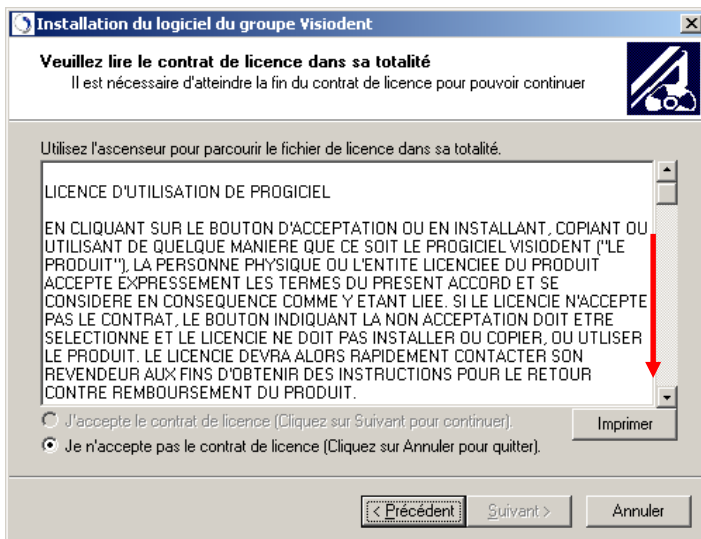 Installation du logiciel du groupe Visiodent
Veuillez lire le contrat de licence dans sa totalité
Il est nécessaire d'atteindre la fin du contrat de licence pour pouvoir continuer
Utilisez l'ascenseur pour parcourir le fichier de licence dans sa totalité.
LICENCE D'UTILISATION DE PROGICIEL
EN CLIQUANT SUR LE BOUTON D'ACCEPTATION OU EN INSTALLANT, COPIANT OU
UTILISANT DE QUELQUE MANIERE QUE CE SOIT LE PROGICIEL VISIODENT ("LE
PRODUIT"), LA PERSONNE PHYSIQUE OU L'ENTITE LICENCIEE DU PRODUIT
ACCEPTE EXPRESSEMENT LES TERMES DU PRESENT ACCORD ET SE
CONSIDERE EN CONSEQUENCE COMME Y ETANT LIEE. SI LE LICENCIE N'ACCEPTE
PAS LE CONTRAT, LE BOUTON INDIQUANT LA NON ACCEPTATION DOIT ETRE
SELECTIONNE ET LE LICENCIE NE DOIT PAS INSTALLER OU COPIER, OU UTLISER
LE PRODUIT. LE LICENCIE DEVRA ALORS RAPIDEMENT CONTACTER SON
REVENDEUR AUX FINS D'OBTENIR DES INSTRUCTIONS POUR LE RETOUR
CONTRE REMBOURSEMENT DU PRODUIT.
J'accepte le contrat de licence (Cliquez sur Suivant pour continuer).
Imprimer
Je n'accepte pas le contrat de licence (Cliquez sur Annuler pour quitter).
< Précédent
Suivant >
Annuler